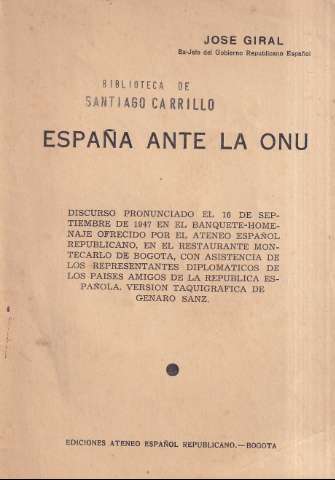 JOSE GIRAL
Ex-Jefe del Gobierno Republicano Español
BIBLIOTECA DE
SANTIAGO CARRILLO
ESPAÑA ANTE LA ONU
DISCURSO PRONUNCIADO EL 16 DE SEP-
TIEMBRE DE 1947 EN EL BANQUETE-HOME-
NAJE OFRECIDO POR EL ATENEO ESPAÑOL
REPUBLICANO, EN EL RESTAURANTE MON-
TECARLO DE BOGOTA, CON ASISTENCIA DE
LOS REPRESENTANTES DIPLOMATICOS DE
LOS PAISES AMIGOS DE LA REPUBLICA ES-
PAÑOLA. VERSION TAQUIGRAFICA DE
GENARO SANZ.
EDICIONES ATENEO ESPAÑOL REPUBLICANO.—BOGOTA